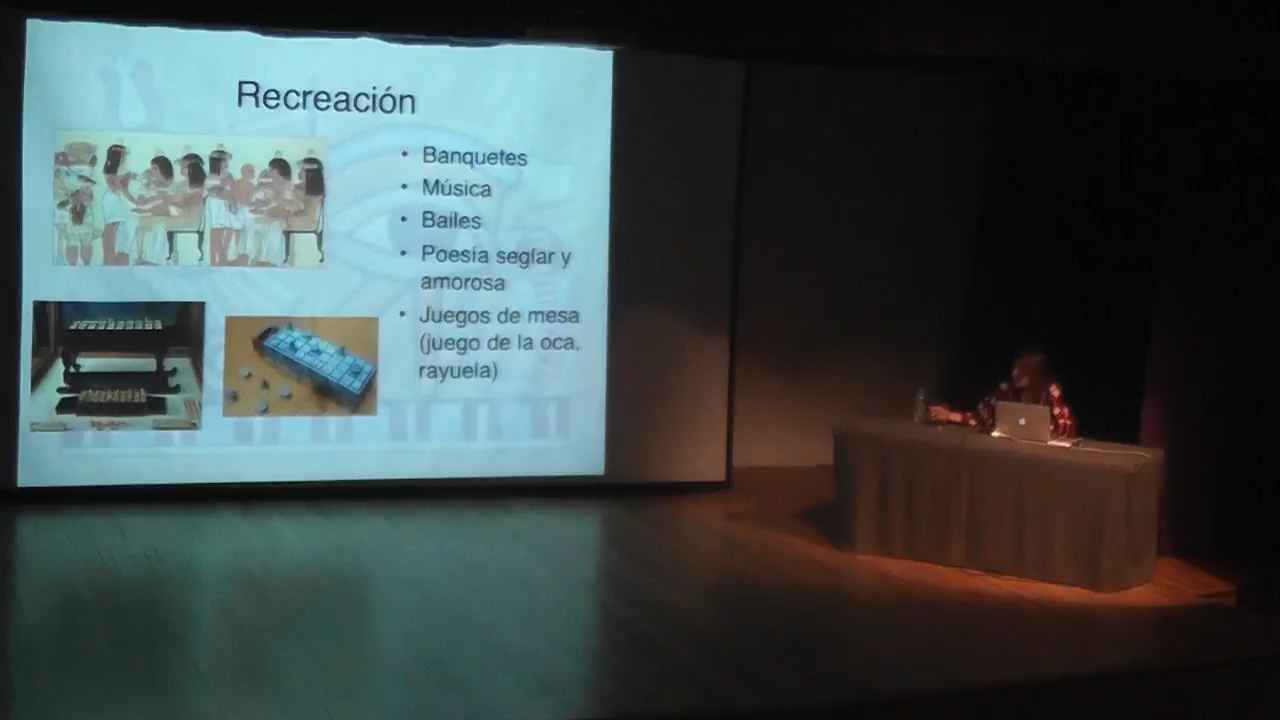 Recreación
• Banquetes
• Música
• Bailes
• Poesía seglar y
amorosa
• Juegos de mesa
(juego de la oca,
rayuela)